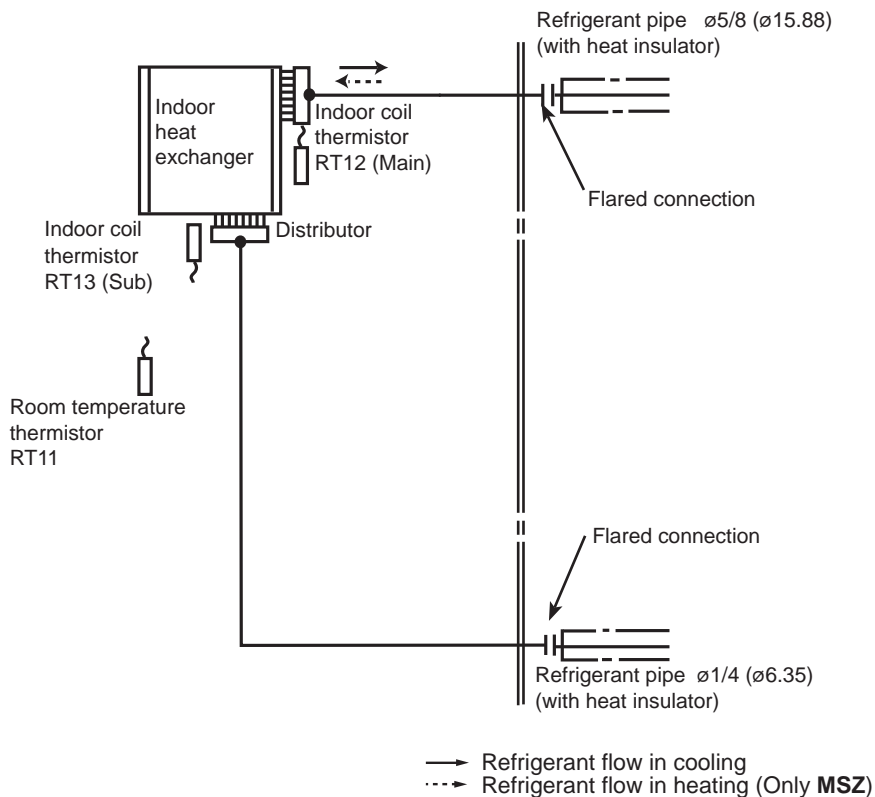 Refrigerant pipe ø5/8 (ø15.88)
(with heat insulator)
Indoor
heat
exchanger
Indoor coil
thermistor
RT12 (Main)
Flared connection
Indoor coil
thermistor
RT13 (Sub)
Distributor
Room temperature
thermistor
RT11
Flared connection
Refrigerant pipe ø1/4 (ø6.35)
(with heat insulator)
Refrigerant flow in cooling
Refrigerant flow in heating (Only MSZ)